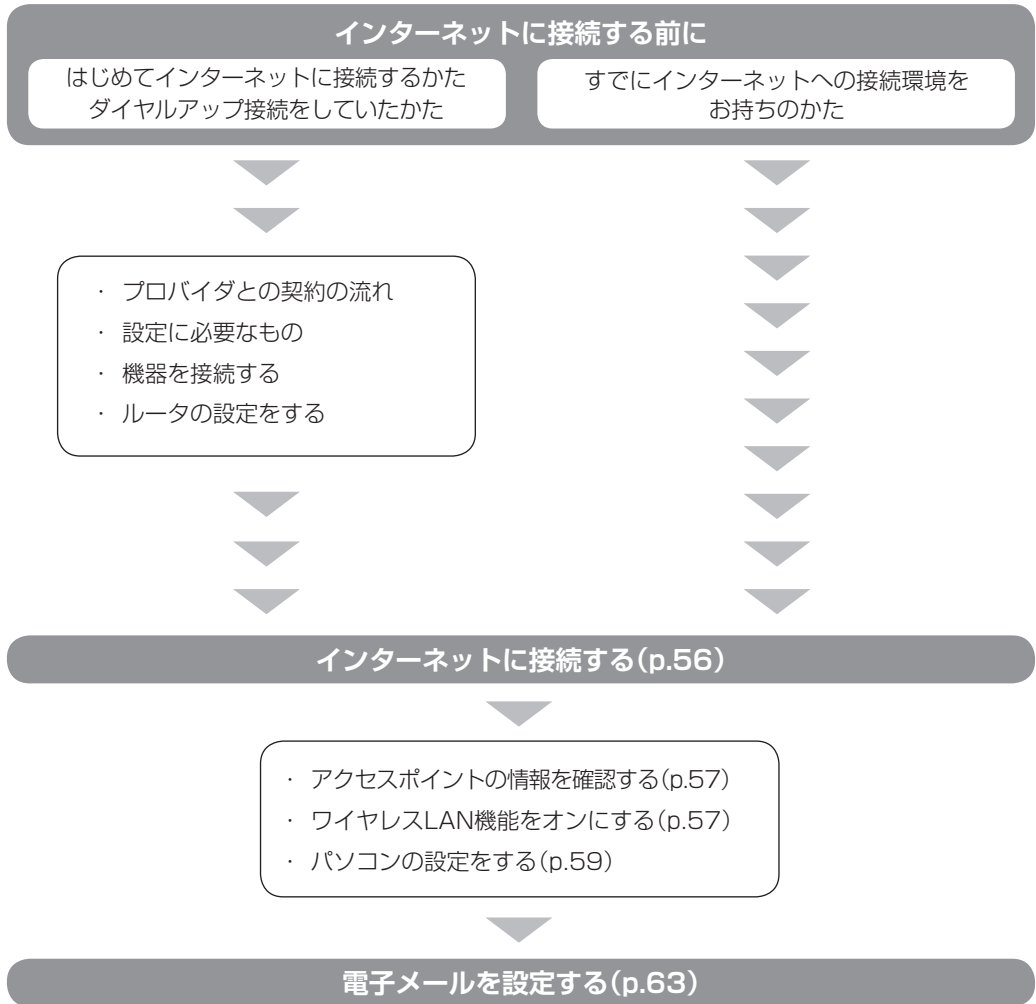 インターネットに接続する前に
はじめてインターネットに接続するかた
ダイヤルアップ接続をしていたかた
すでにインターネットへの接続環境を
お持ちのかた
・ プロバイダとの契約の流れ
・ 設定に必要なもの
・ 機器を接続する
・ ルータの設定をする
インターネットに接続する(p.56)
・ アクセスポイントの情報を確認する(p.57)
・ ワイヤレスLAN機能をオンにする(p.57)
・ パソコンの設定をする(p.59)
電子メールを設定する(p.63)